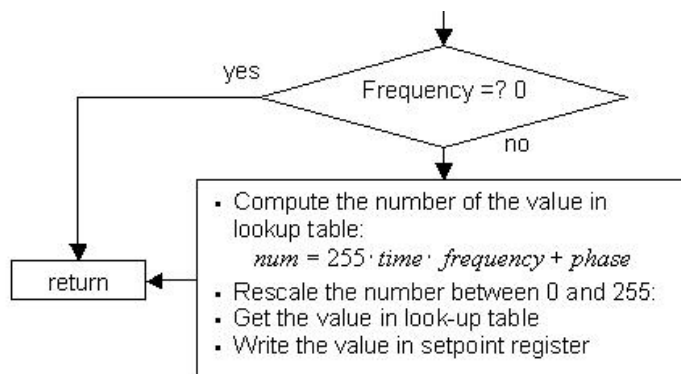 yes
Frequency =? 0
no
▪ Compute the number of the value in
lookup table:
num = 255· time · frequency + phase
▪ Rescale the number between 0 and 255:
▪ Get the value in look-up table
▪ Write the value in setpoint register
return